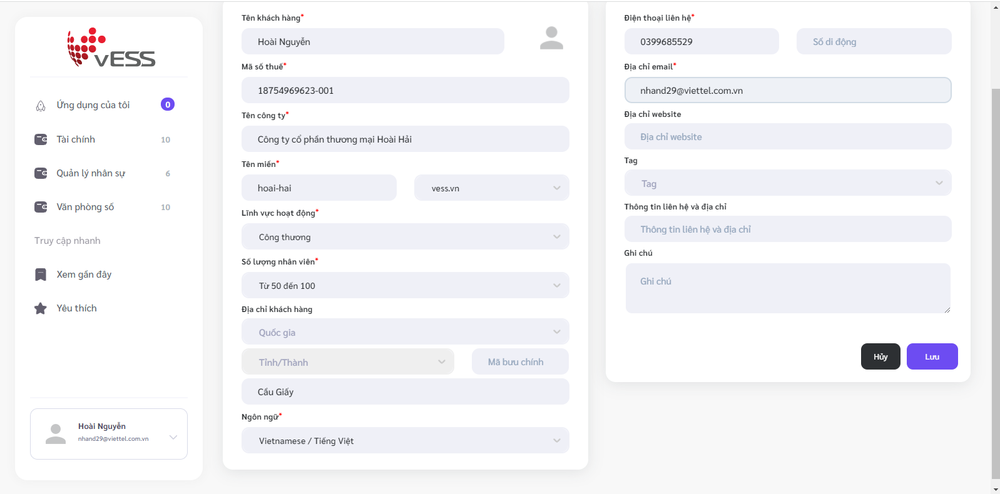 vESS
Ứng dụng của tôi 0
Tài chính 10
Quản lý nhân sự 6
Văn phòng số 10
Truy cập nhanh
Xem gần đây
Yêu thích
Hoài Nguyễn
nhand29@viettel.com.vn
Tên khách hàng*
Hoài Nguyễn
Mã số thuế*
18754969623-001
Tên công ty*
Công ty cổ phần thương mại Hoài Hải
Tên miền*
hoai-hai vess.vn
Lĩnh vực hoạt động*
Công thương
Số lượng nhân viên*
Từ 50 đến 100
Địa chỉ khách hàng
Quốc gia
Tỉnh/Thành Mã bưu chính
Cầu Giấy
Ngôn ngữ*
Vietnamese / Tiếng Việt
Điện thoại liên hệ*
0399685529 Số di động
Địa chỉ email*
nhand29@viettel.com.vn
Địa chỉ website
Địa chỉ website
Tag
Tag
Thông tin liên hệ và địa chỉ
Thông tin liên hệ và địa chỉ
Ghi chú
Ghi chú
Hủy Lưu